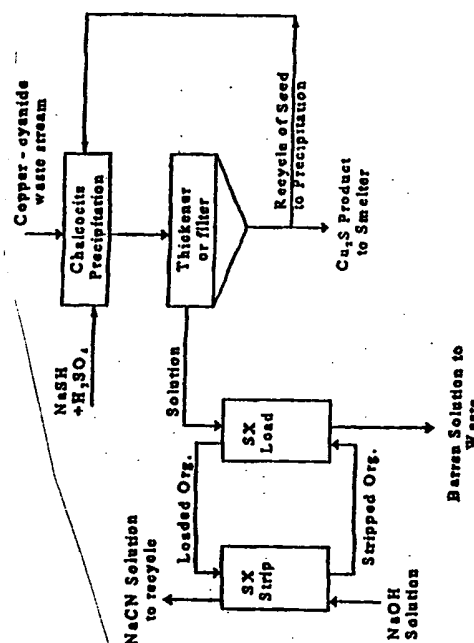 Copper - cyanide
waste stream
NaSH
+H₂SO₄
Chalcocite
Precipitation
Thickener
or filter
Recycle of Seed
to Precipitation
Cu₂S Product
to Smelter
Solution
SX
Load
Loaded Org.
Stripped Org.
SX
Strip
NaCN Solution
to recycle
NaOH
Solution
Barren Solution to
Waste